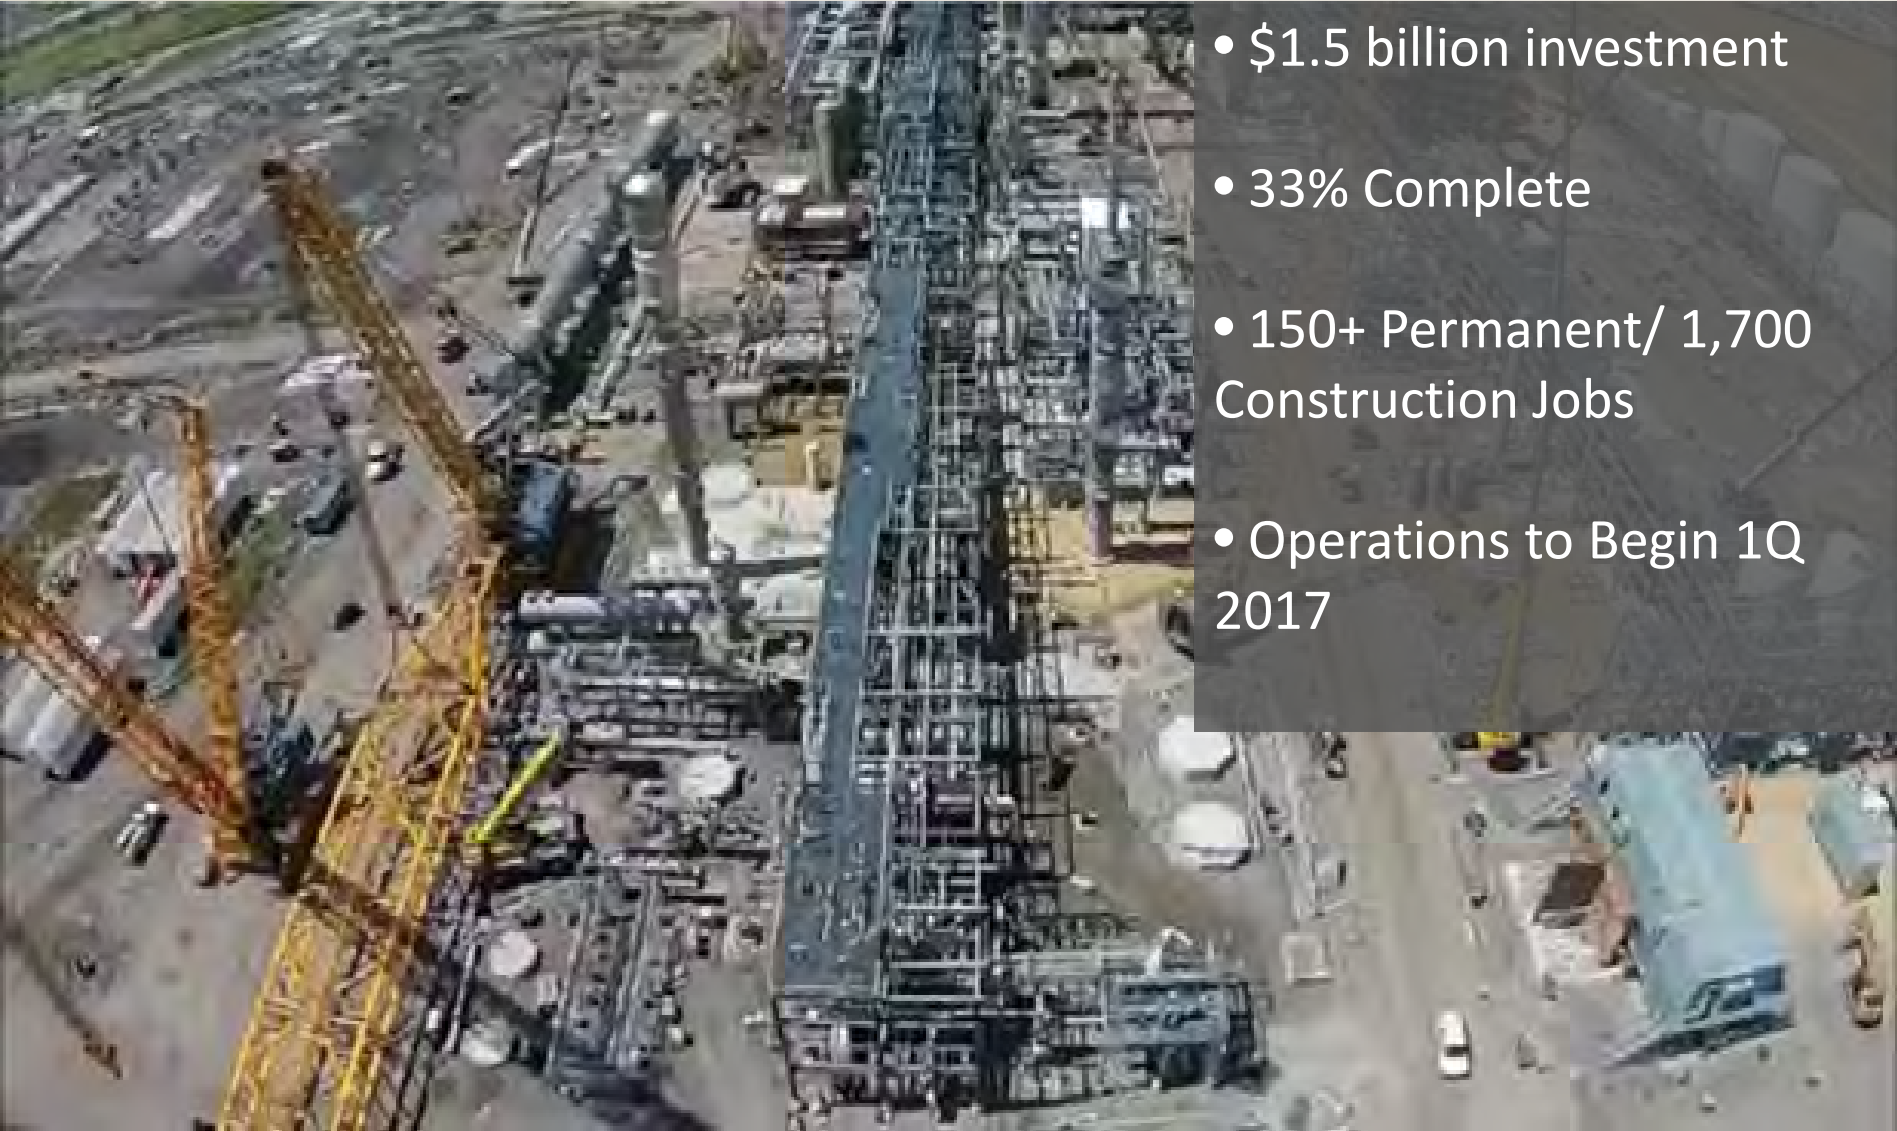 • $1.5 billion investment
• 33% Complete
• 150+ Permanent/ 1,700
Construction Jobs
• Operations to Begin 1Q
2017